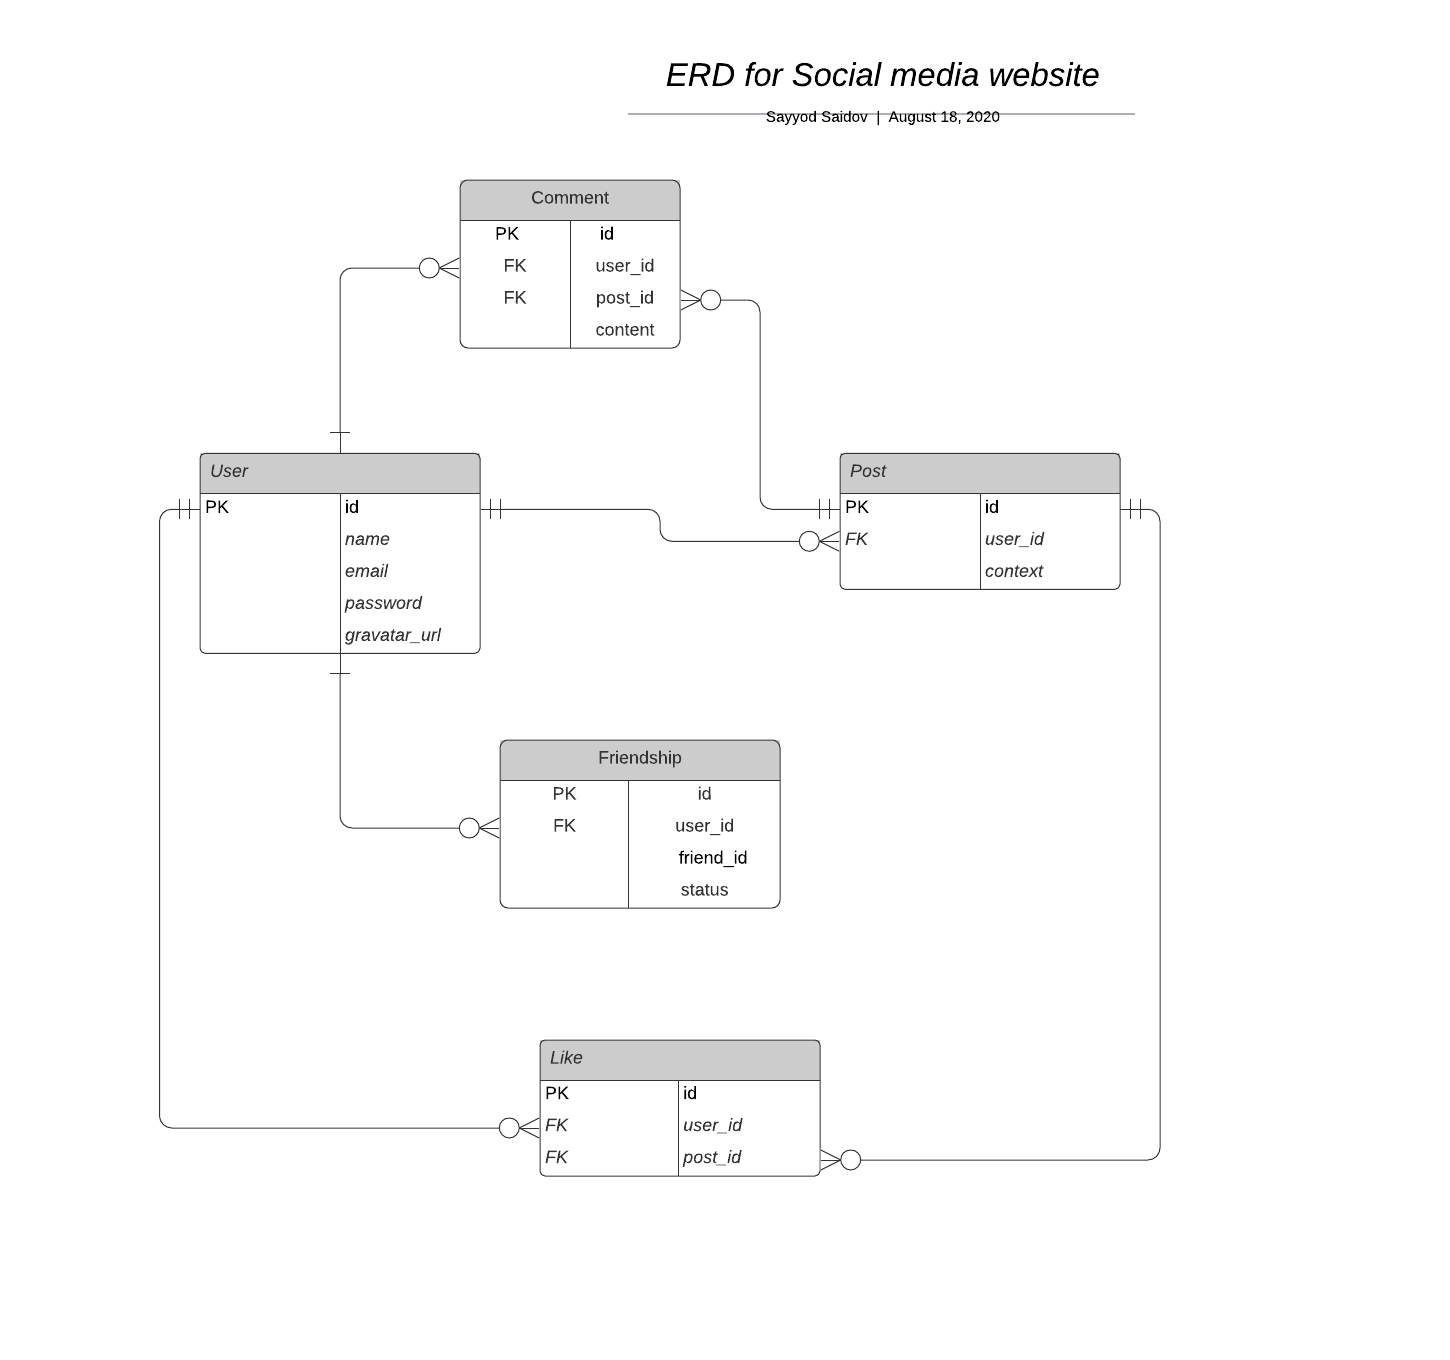 ERD for Social media website
Sayyod Saidov | August 18, 2020
Comment
PK id
FK user_id
FK post_id
content
User
PK id
name
email
password
gravatar_url
Post
PK id
FK user_id
context
Friendship
PK id
FK user_id
friend_id
status
Like
PK id
FK user_id
FK post_id